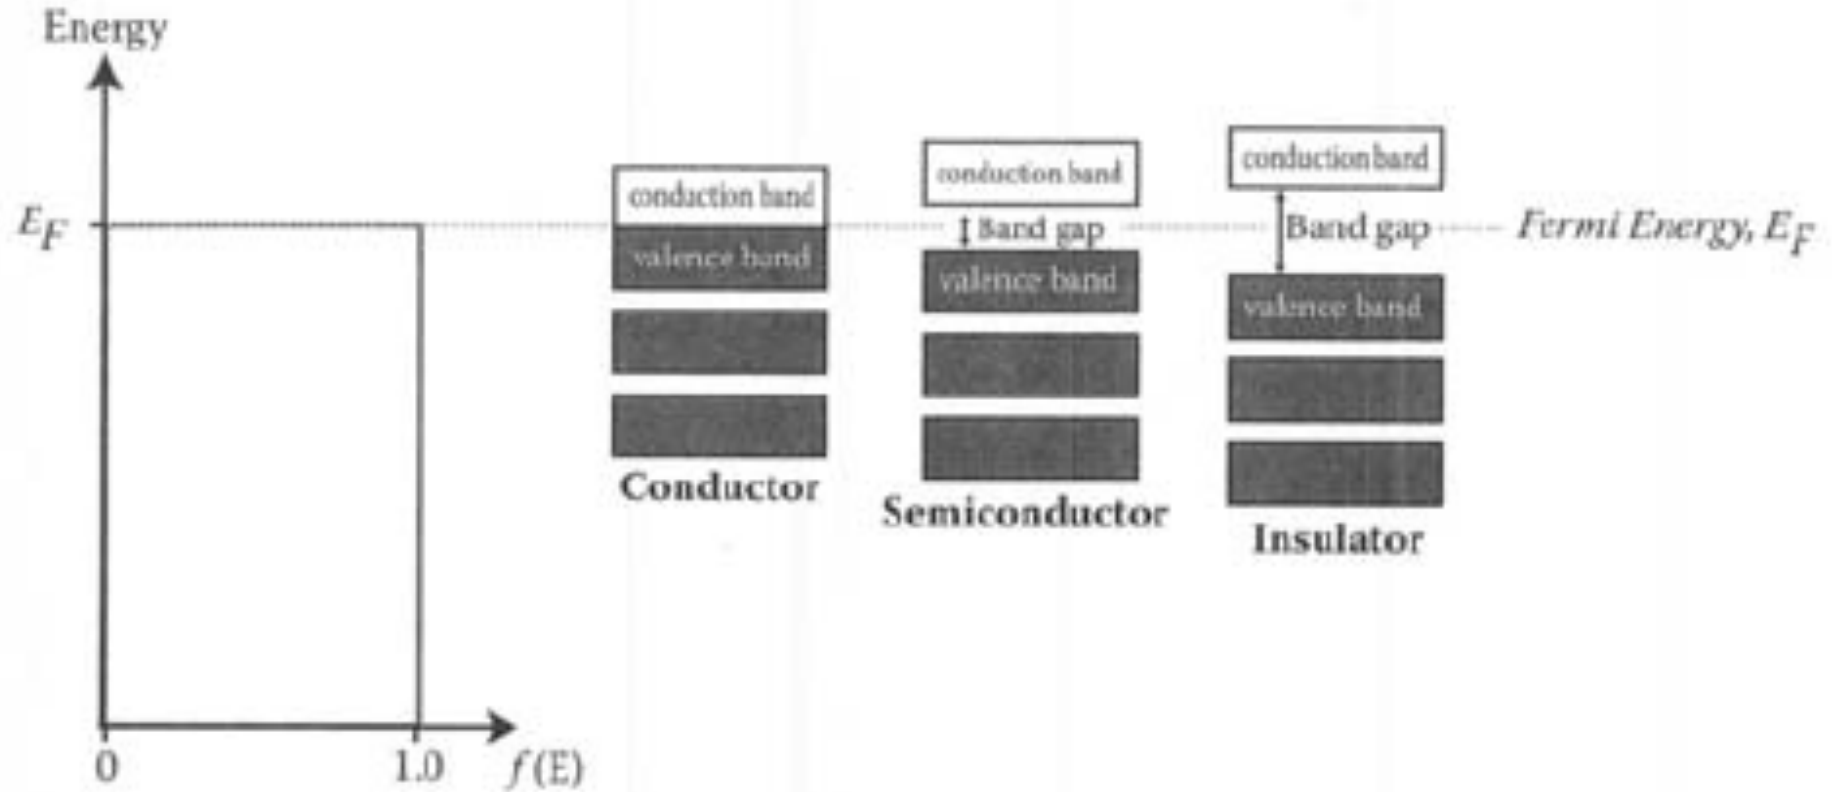 Energy
E_F
conduction band
valence band
Conductor
conduction band
Band gap
valence band
Semiconductor
conduction band
Band gap
valence band
Insulator
Fermi Energy, E_F
0
1.0
f(E)